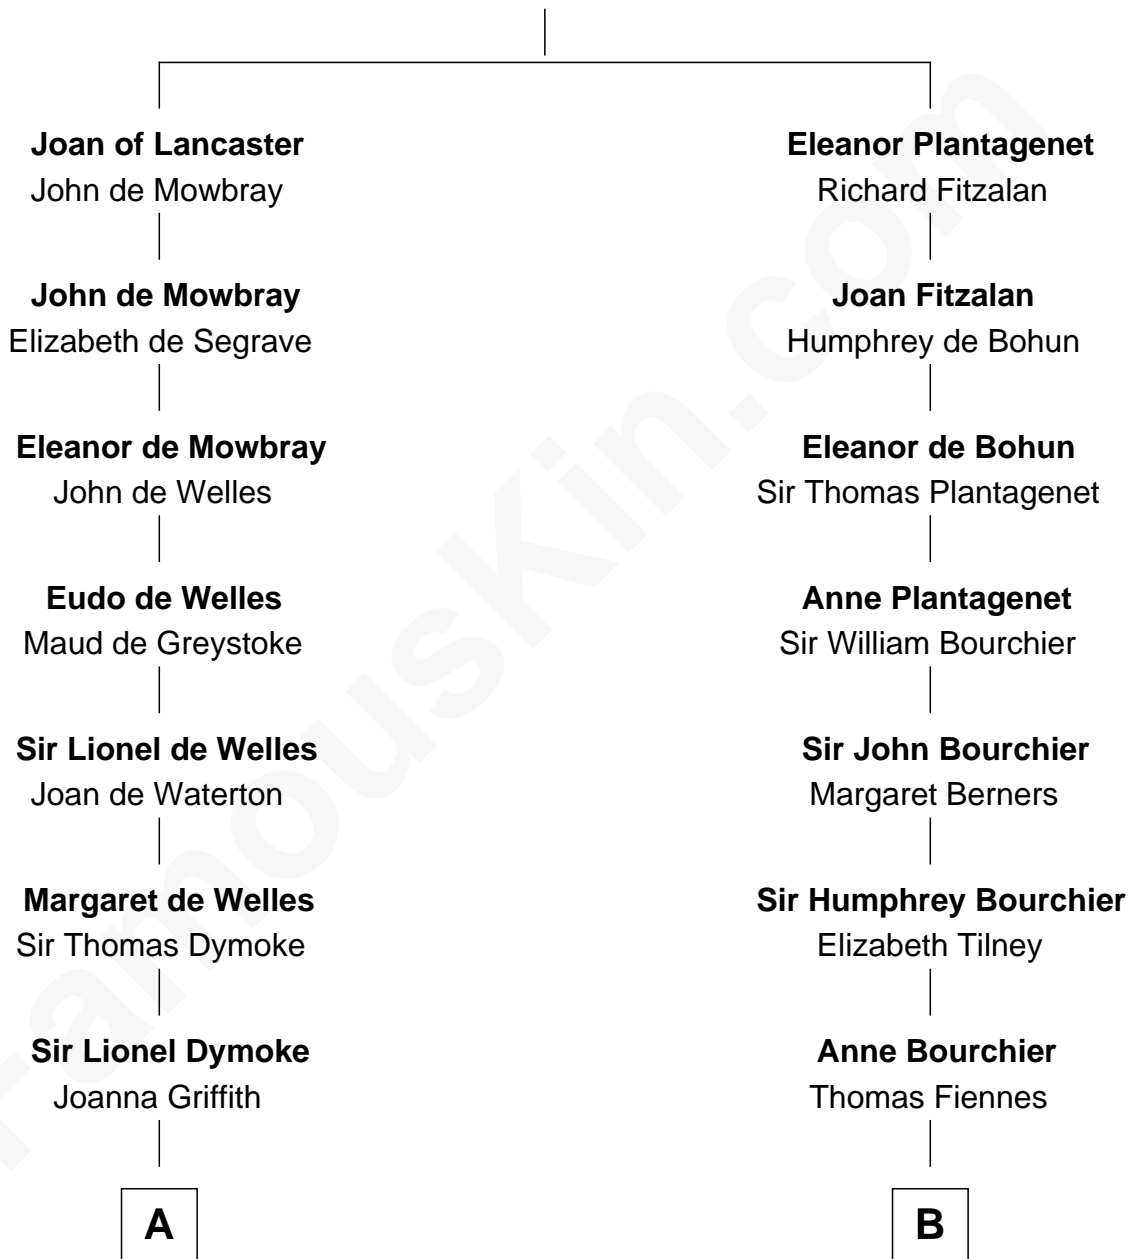 Joan of Lancaster
John de Mowbray
John de Mowbray
Elizabeth de Segrave
Eleanor de Mowbray
John de Welles
Eudo de Welles
Maud de Greystoke
Sir Lionel de Welles
Joan de Waterton
Margaret de Welles
Sir Thomas Dymoke
Sir Lionel Dymoke
Joanna Griffith
A
Eleanor Plantagenet
Richard Fitzalan
Joan Fitzalan
Humphrey de Bohun
Eleanor de Bohun
Sir Thomas Plantagenet
Anne Plantagenet
Sir William Bourchier
Sir John Bourchier
Margaret Berners
Sir Humphrey Bourchier
Elizabeth Tilney
Anne Bourchier
Thomas Fiennes
B
FamousKin.com